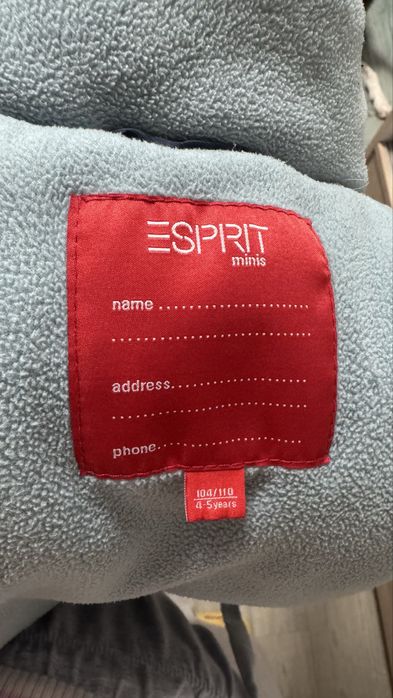 ESPRIT
minis
name ........................
................................
address......................
................................
phone........................
104/110
4-5years